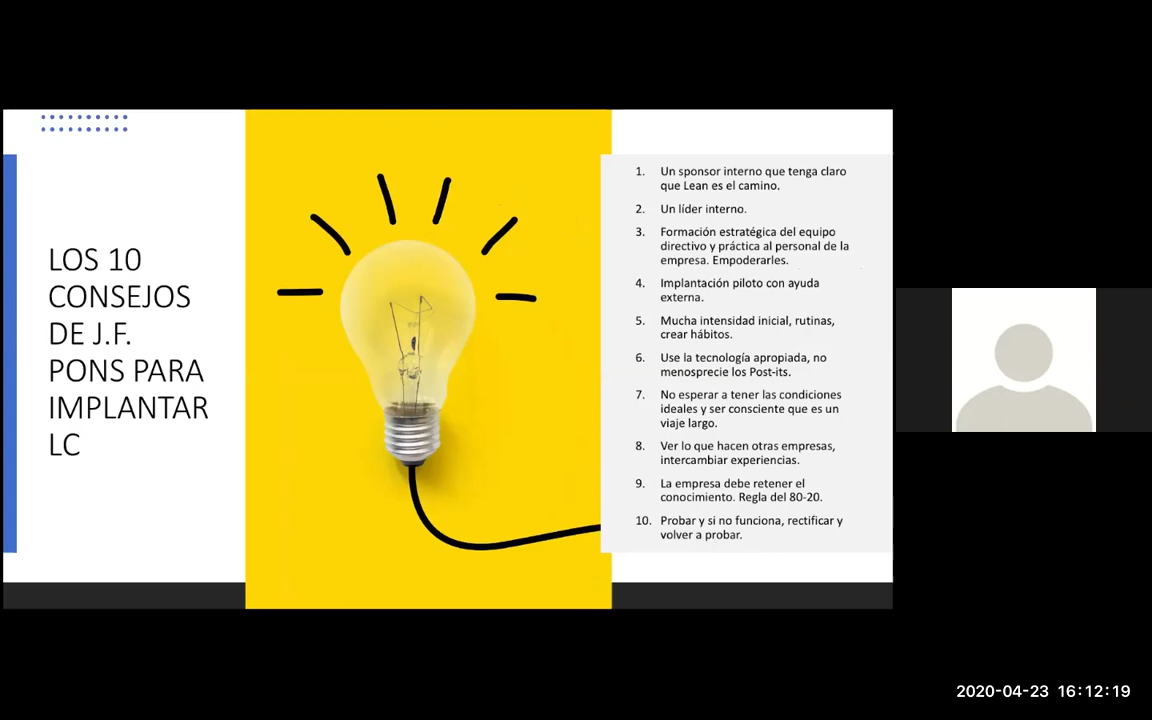 LOS 10
CONSEJOS
DE J.F.
PONS PARA
IMPLANTAR
LC
1. Un sponsor interno que tenga claro
que Lean es el camino.
2. Un líder interno.
3. Formación estratégica del equipo
directivo y práctica al personal de la
empresa. Empoderarles.
4. Implantación piloto con ayuda
externa.
5. Mucha intensidad inicial, rutinas,
crear hábitos.
6. Use la tecnología apropiada, no
menosprecie los Post-its.
7. No esperar a tener las condiciones
ideales y ser consciente que es un
viaje largo.
8. Ver lo que hacen otras empresas,
intercambiar experiencias.
9. La empresa debe retener el
conocimiento. Regla del 80-20.
10. Probar y si no funciona, rectificar y
volver a probar.
2020-04-23 16:12:19